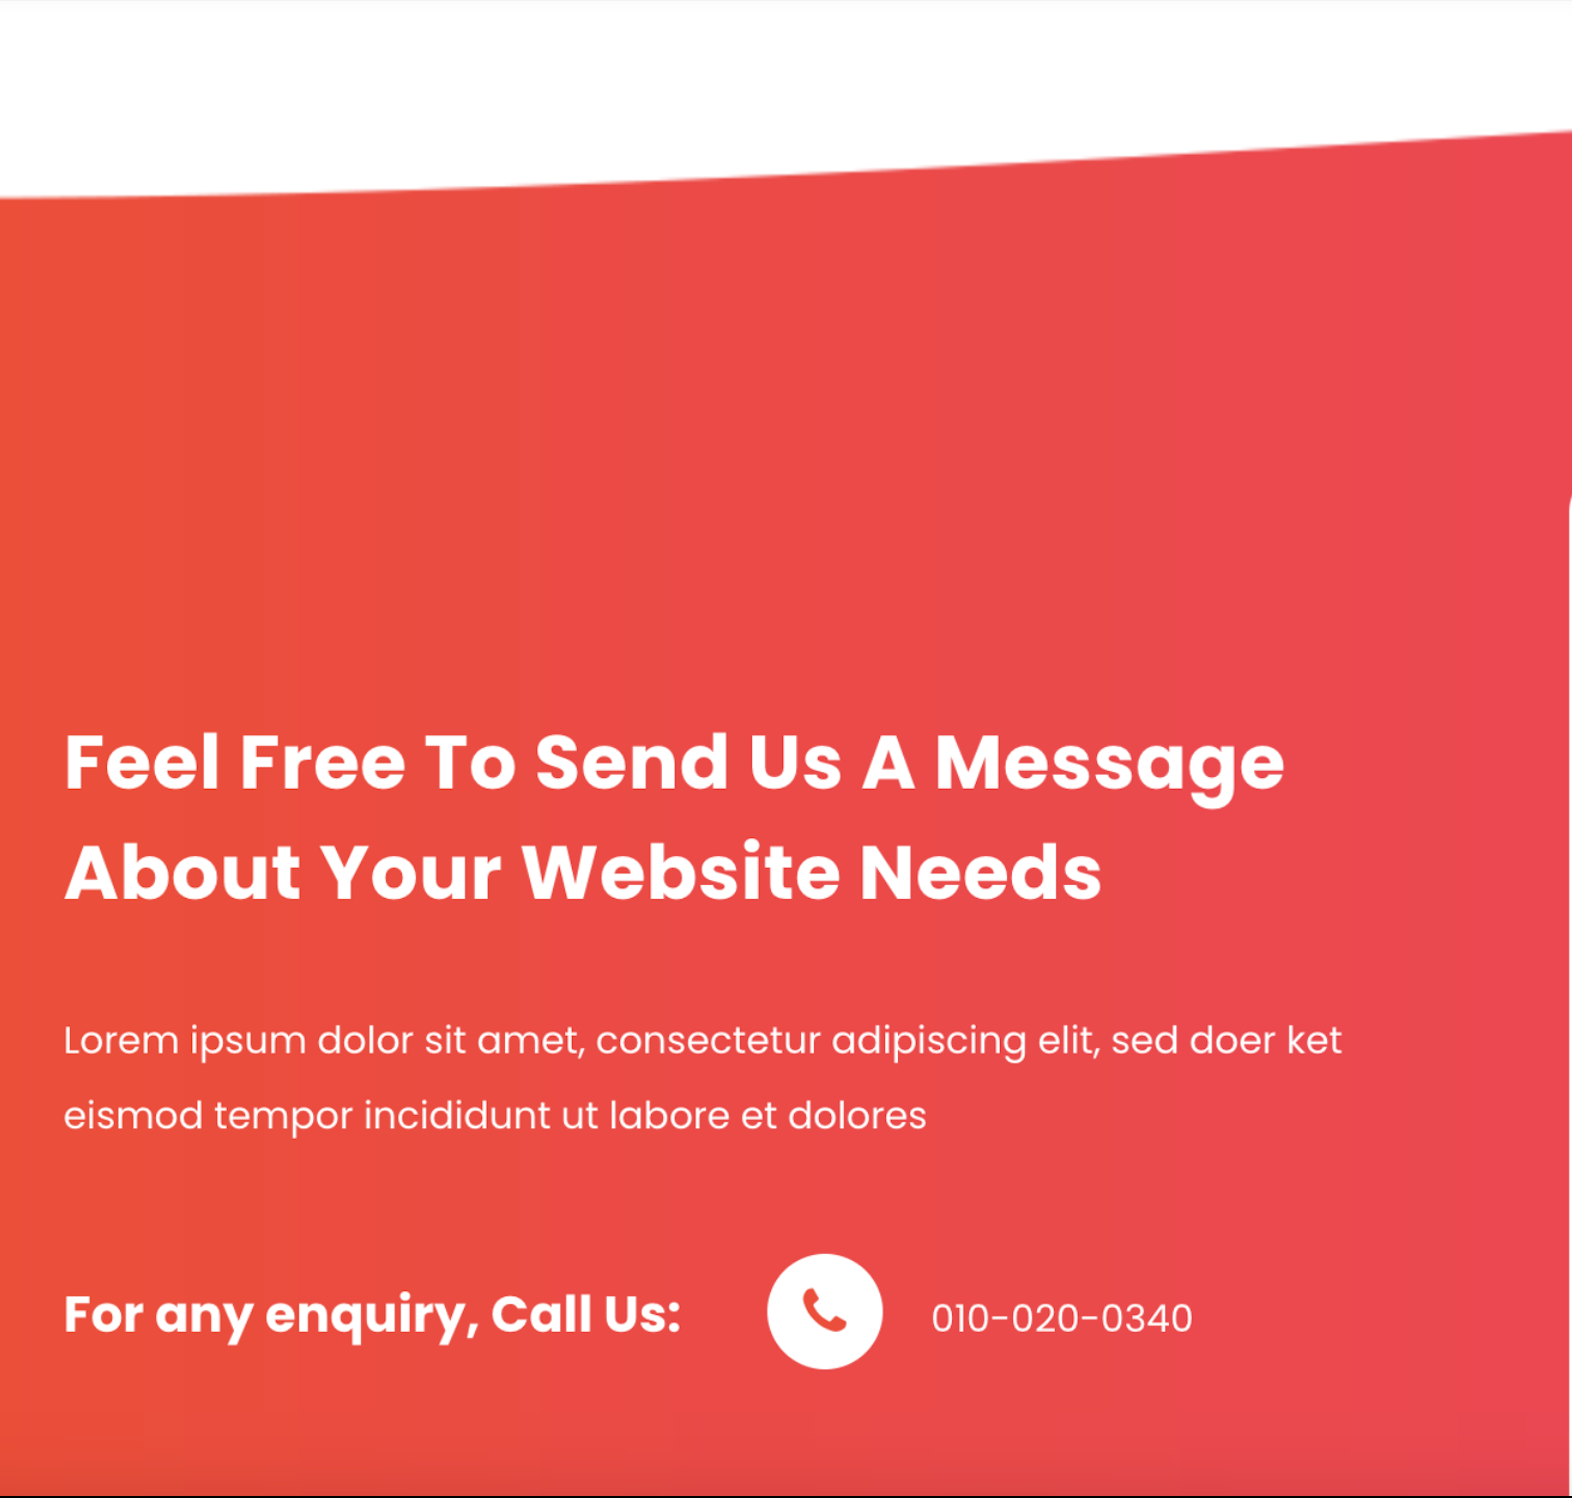 Feel Free To Send Us A Message
About Your Website Needs
Lorem ipsum dolor sit amet, consectetur adipiscing elit, sed doer ket
eismod tempor incididunt ut labore et dolores
For any enquiry, Call Us: 010-020-0340